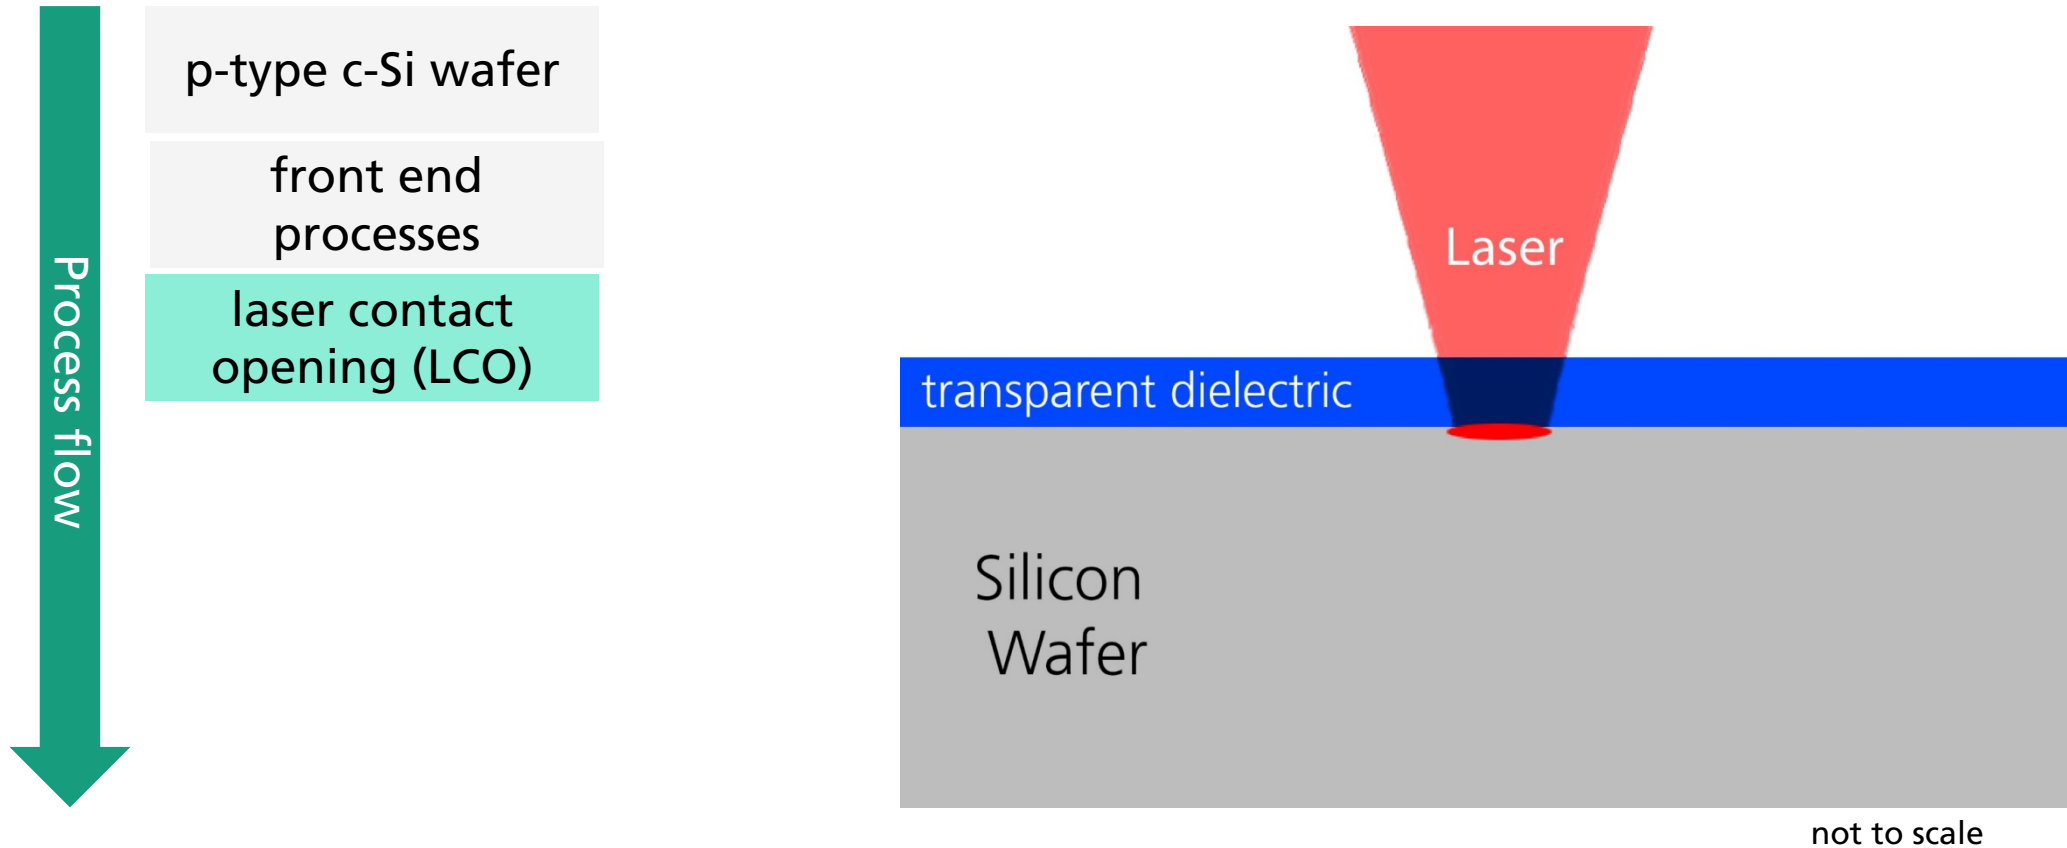 Process flow
p-type c-Si wafer
front end
processes
laser contact
opening (LCO)
Laser
transparent dielectric
Silicon
Wafer
not to scale